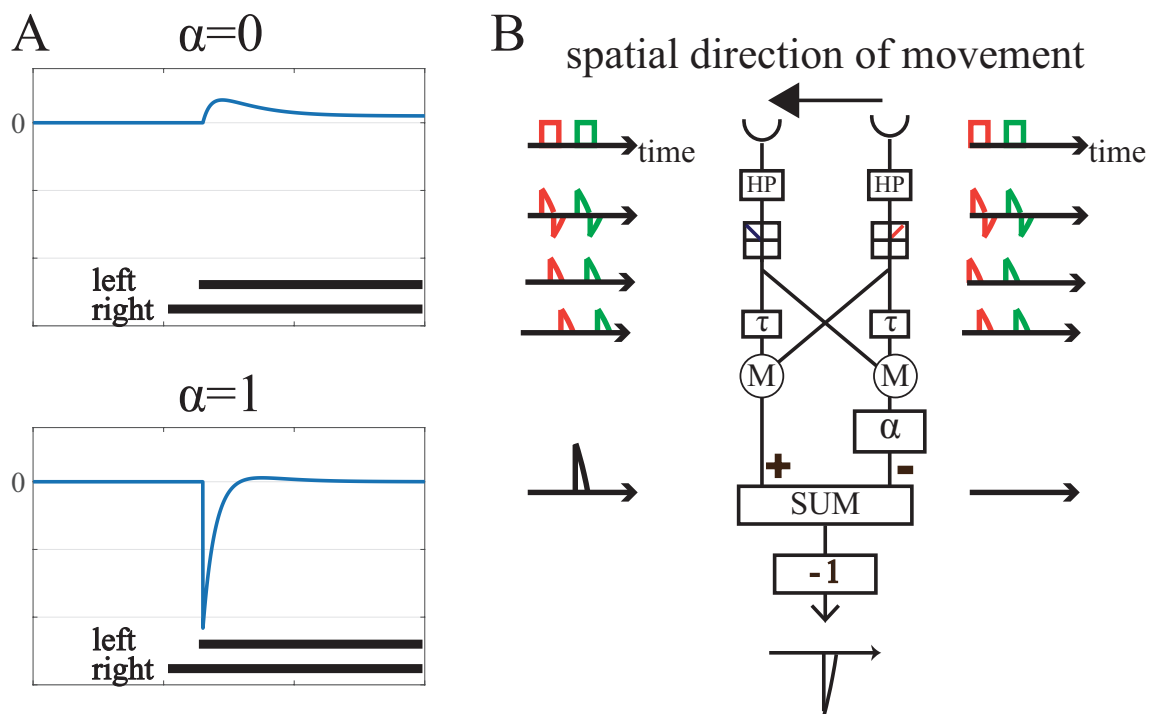 A
α=0
0
left
right
α=1
0
left
right
B
spatial direction of movement
time
time
HP
HP
τ
τ
M
M
α
+
-
SUM
-1